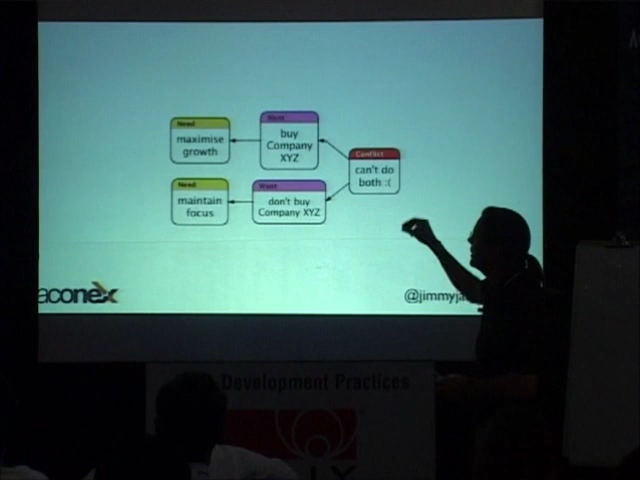 Need
maximise
growth
Want
buy
Company
XYZ
Conflict
can't do
both :(
Need
maintain
focus
Want
don't buy
Company XYZ
aconex
Development Practices